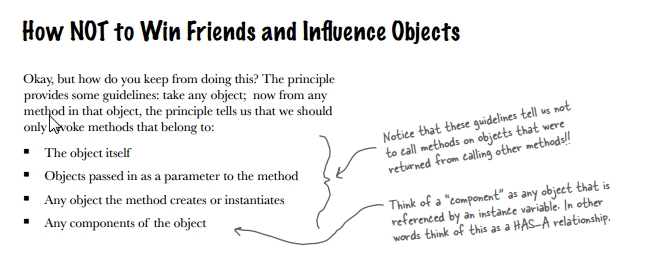 How NOT to Win Friends and Influence Objects
Okay, but how do you keep from doing this? The principle
provides some guidelines: take any object; now from any
method in that object, the principle tells us that we should
only invoke methods that belong to:
The object itself
Objects passed in as a parameter to the method
Any object the method creates or instantiates
Any components of the object
Notice that these guidelines tell us not
to call methods on objects that were
returned from calling other methods!!
Think of a "component" as any object that is
referenced by an instance variable. In other
words think of this as a HAS-A relationship.